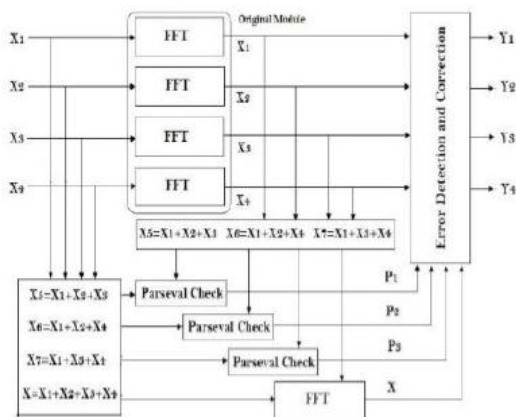 Original Module
X1
FFT
X1
Y1
X2
FFT
X2
Y2
X3
FFT
X3
Y3
X4
FFT
X4
Y4
Error Detection and Correction
X5=X1+X2+X3 X6=X1+X2+X4 X7=X1+X3+X4
X5=X1+X2+X3
Parseval Check
P1
X6=X1+X2+X4
Parseval Check
P2
X7=X1+X3+X4
Parseval Check
P3
X=X1+X2+X3+X4
FFT
X